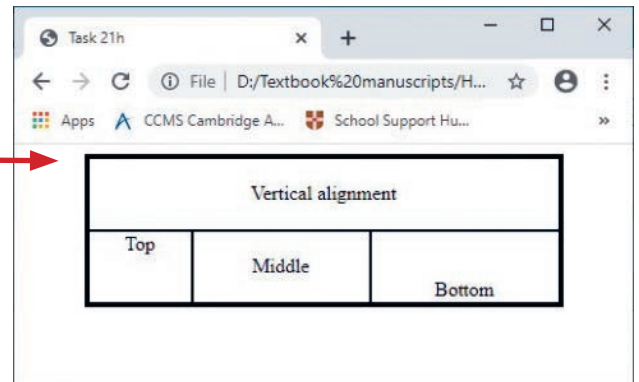 Task 21h
File | D:/Textbook%20manuscripts/H...
Apps CCMS Cambridge A... School Support Hu...
Vertical alignment
Top
Middle
Bottom